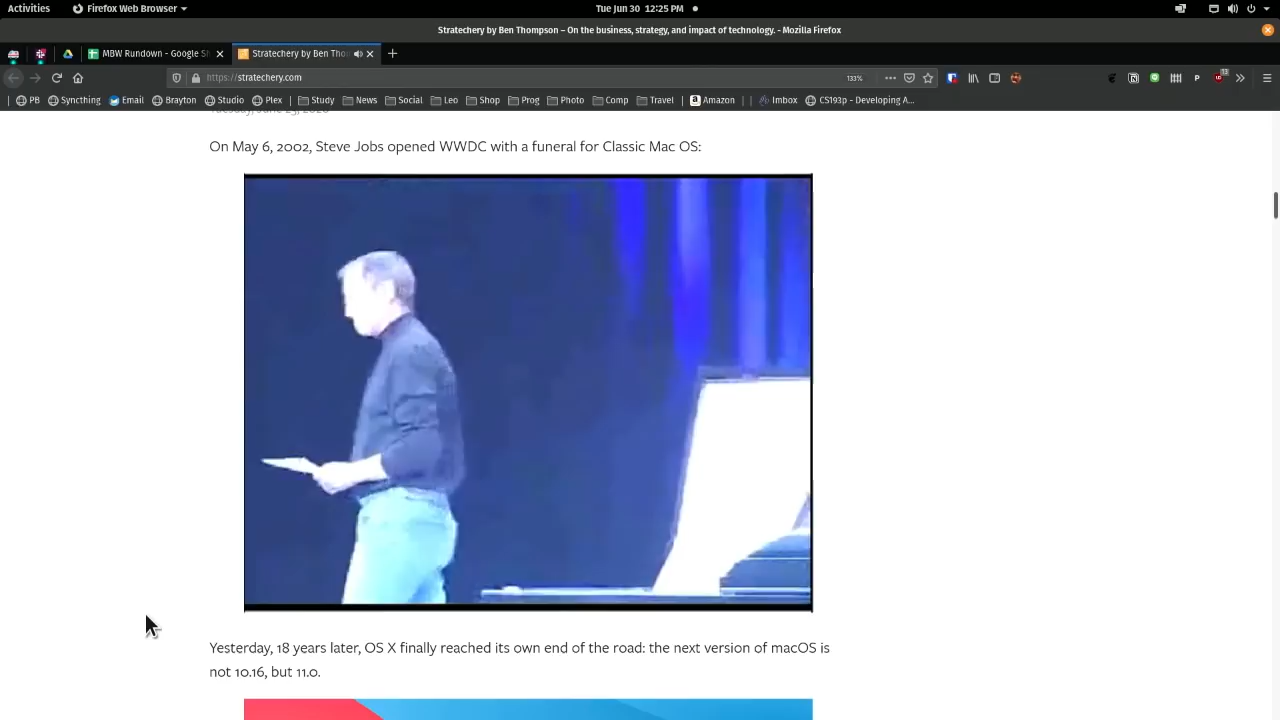 Activities
Firefox Web Browser
Tue Jun 30 12:25 PM
Stratechery by Ben Thompson – On the business, strategy, and impact of technology. - Mozilla Firefox
MBW Rundown - Google Sh
Stratechery by Ben Tho
https://stratechery.com
133%
PB
Syncthing
Email
Brayton
Studio
Plex
Study
News
Social
Leo
Shop
Prog
Photo
Comp
Travel
Amazon
Imbox
CS193p - Developing A...
On May 6, 2002, Steve Jobs opened WWDC with a funeral for Classic Mac OS:
Yesterday, 18 years later, OS X finally reached its own end of the road: the next version of macOS is
not 10.16, but 11.0.